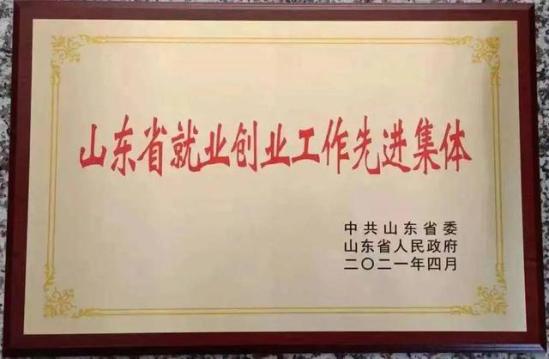 山东省就业创业工作先进集体
中共山东省委
山东省人民政府
二〇二一年四月